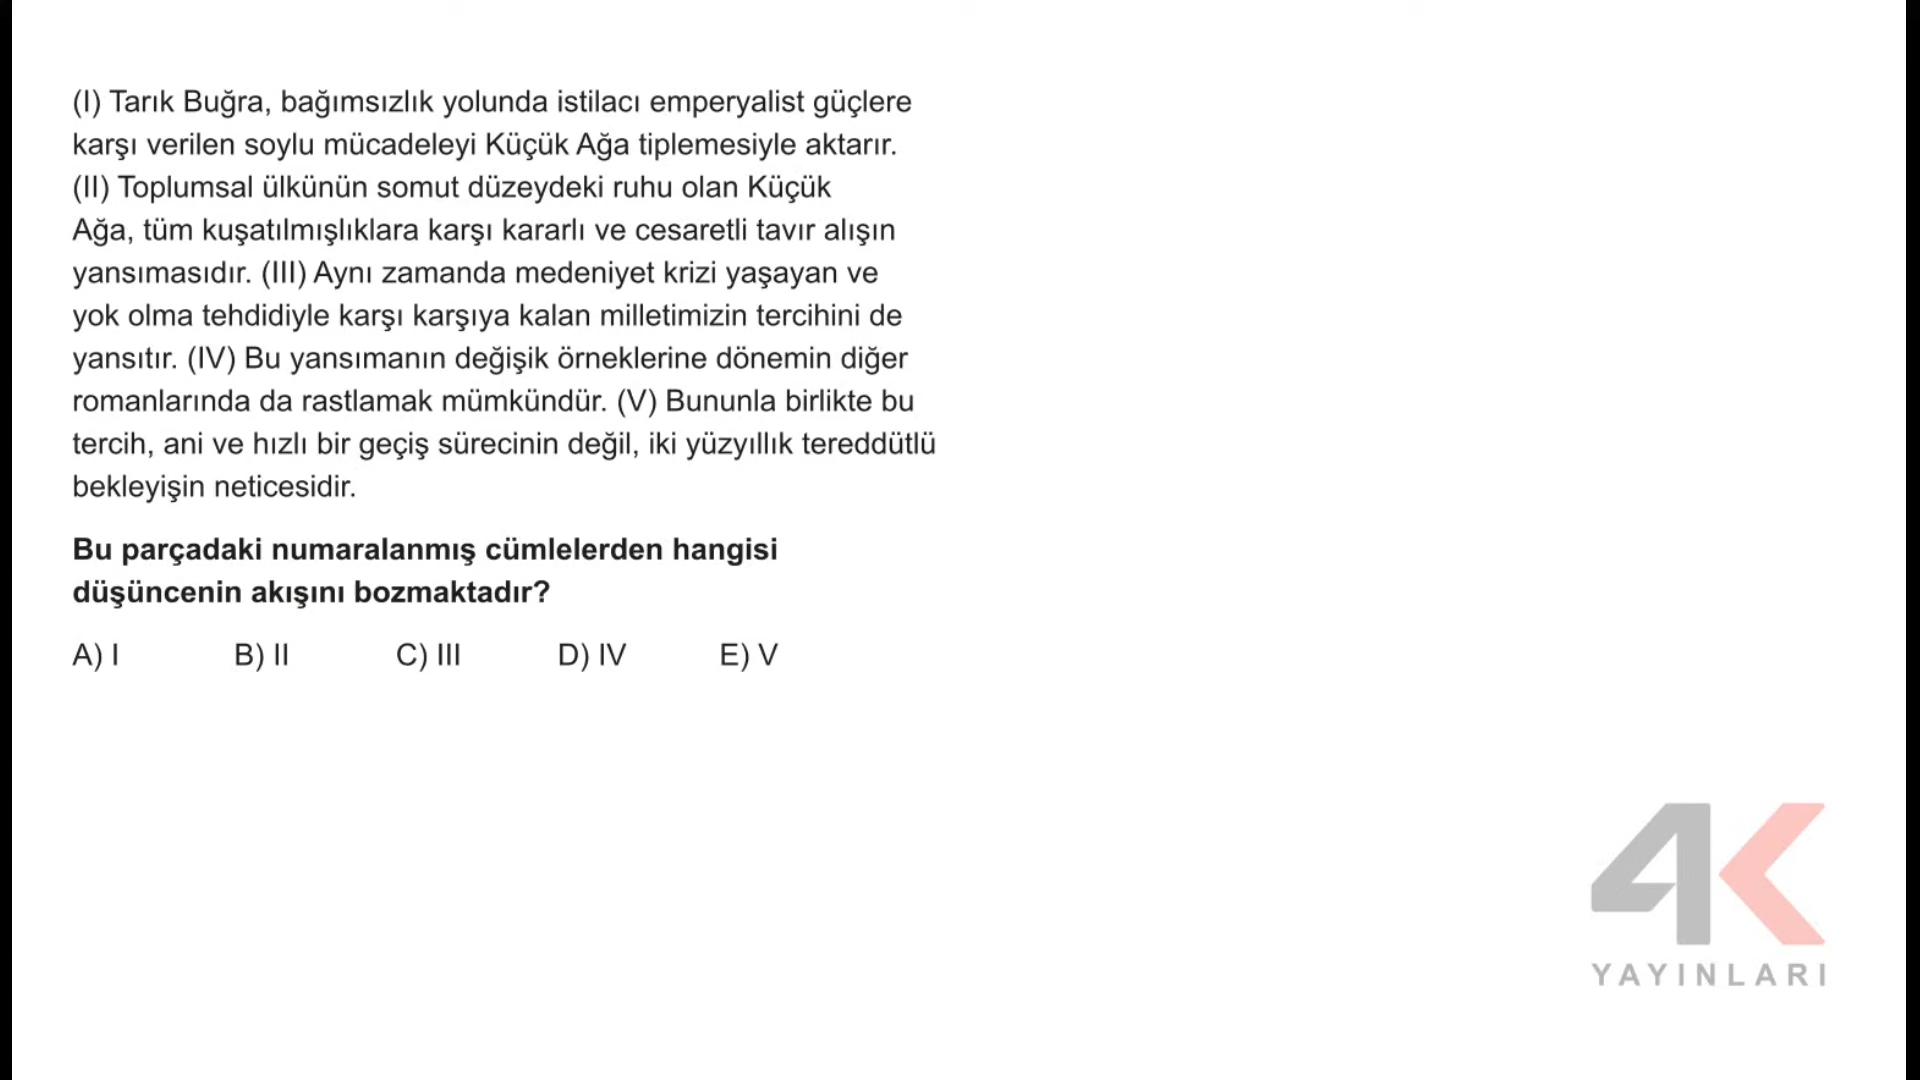 (I) Tarık Buğra, bağımsızlık yolunda istilacı emperyalist güçlere
karşı verilen soylu mücadeleyi Küçük Ağa tiplemesiyle aktarır.
(II) Toplumsal ülkünün somut düzeydeki ruhu olan Küçük
Ağa, tüm kuşatılmışlıklara karşı kararlı ve cesaretli tavır alışın
yansımasıdır. (III) Aynı zamanda medeniyet krizi yaşayan ve
yok olma tehdidiyle karşı karşıya kalan milletimizin tercihini de
yansıtır. (IV) Bu yansımanın değişik örneklerine dönemin diğer
romanlarında da rastlamak mümkündür. (V) Bununla birlikte bu
tercih, ani ve hızlı bir geçiş sürecinin değil, iki yüzyıllık tereddütlü
bekleyişin neticesidir.
Bu parçadaki numaralanmış cümlelerden hangisi
düşüncenin akışını bozmaktadır?
A) I B) II C) III D) IV E) V
4K
YAYINLARI